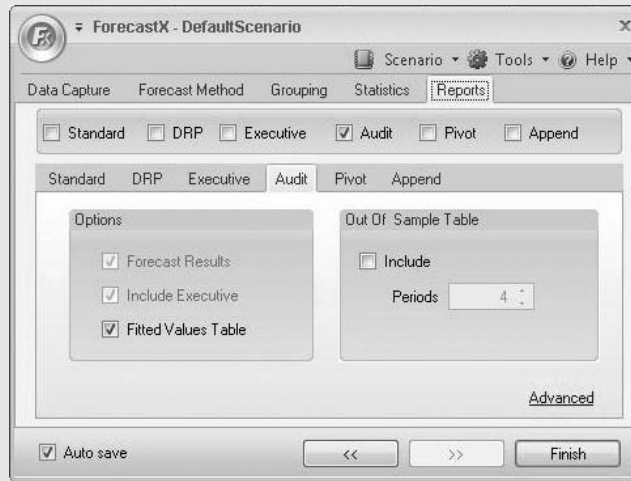 Fx ForecastX - DefaultScenario X
Scenario Tools Help
Data Capture Forecast Method Grouping Statistics Reports
Standard DRP Executive Audit Pivot Append
Standard DRP Executive Audit Pivot Append
Options Out Of Sample Table
Forecast Results Include
Include Executive Periods 4
Fitted Values Table
Advanced
Auto save << >> Finish